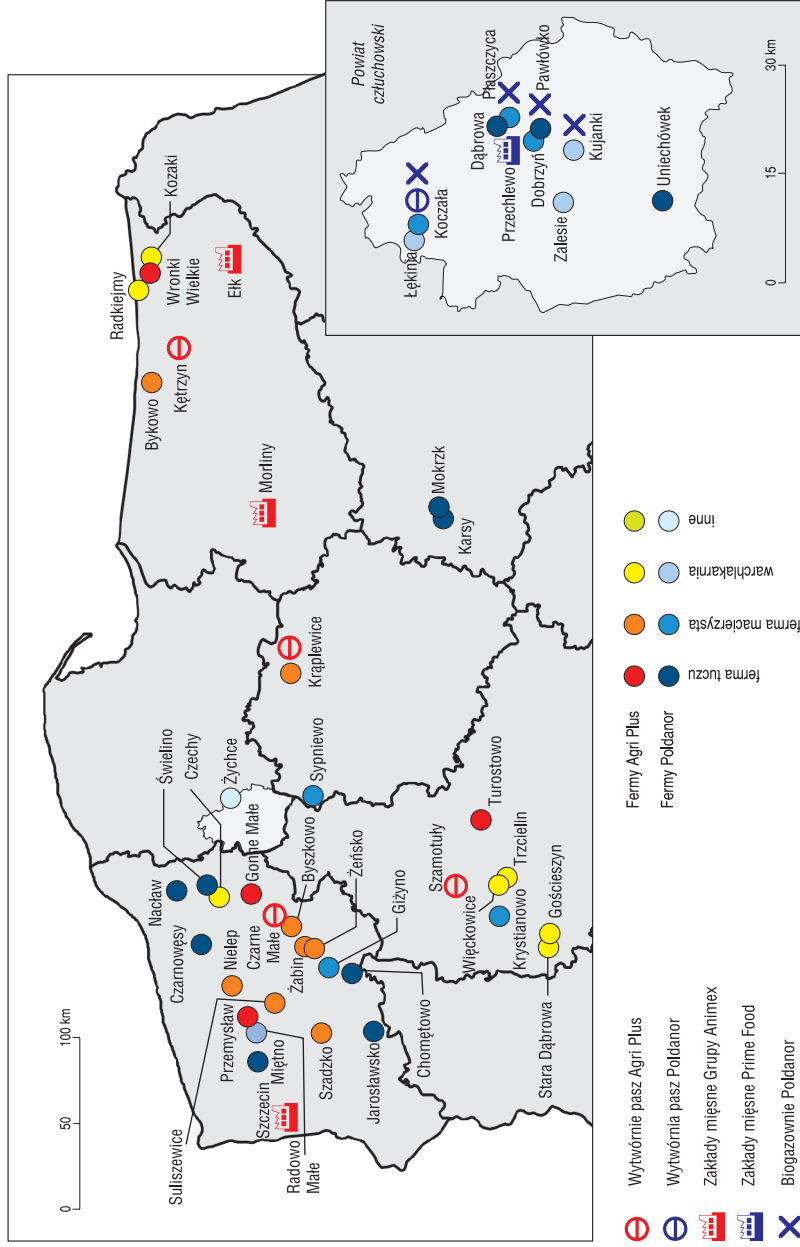 0
50
100 km
Nacław
Świelino
Czechy
Żychce
Czarnowęsy
Gonne Małe
Nielep
Czarne
Małe
Byszkowo
Suliszewice
Przemysław
Żabin
Żeńsko
Giżyno
Sypniewo
Krąplewice
Miętno
Szczecin
Radowo
Małe
Szadzko
Jarosławsko
Chomętowo
Morliny
Bykowo
Kętrzyn
Radkiejmy
Wronki
Wielkie
Kozaki
Ełk
Szamotuły
Turostowo
Więckowice
Trzcielin
Krystianowo
Gościeszyn
Stara Dąbrowa
Karsy
Mokrzk
Powiat
człuchowski
Łękinia
Koczała
Dąbrowa
Płaszczyca
Przechlewo
Pawłówko
Dobrzyń
Kujanki
Zalesie
Uniechówek
0
15
30 km
Wytwórnie pasz Agri Plus
Wytwórnia pasz Poldanor
Zakłady mięsne Grupy Animex
Zakłady mięsne Prime Food
Biogazownie Poldanor
Fermy Agri Plus
Fermy Poldanor
ferma tuczu
ferma macierzysta
warchlakarnia
inne